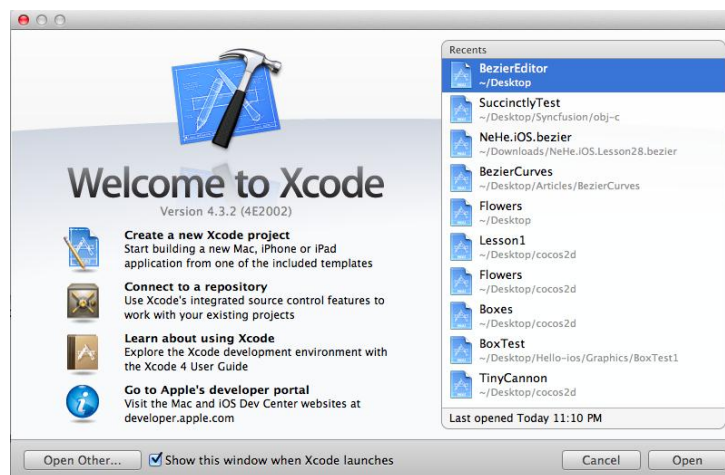 Welcome to Xcode
Version 4.3.2 (4E2002)
Create a new Xcode project
Start building a new Mac, iPhone or iPad
application from one of the included templates
Connect to a repository
Use Xcode's integrated source control features to
work with your existing projects
Learn about using Xcode
Explore the Xcode development environment with
the Xcode 4 User Guide
Go to Apple's developer portal
Visit the Mac and iOS Dev Center websites at
developer.apple.com
Recents
BezierEditor
~/Desktop
SuccinctlyTest
~/Desktop/Syncfusion/obj-c
NeHe.iOS.bezier
~/Downloads/NeHe.iOS.Lesson28.bezier
BezierCurves
~/Desktop/Articles/BezierCurves
Flowers
~/Desktop
Lesson1
~/Desktop/cocos2d
Flowers
~/Desktop/cocos2d
Boxes
~/Desktop/cocos2d
BoxTest
~/Desktop/Hello-ios/Graphics/BoxTest1
TinyCannon
~/Desktop/cocos2d
Last opened Today 11:10 PM
Open Other...
Show this window when Xcode launches
Cancel
Open